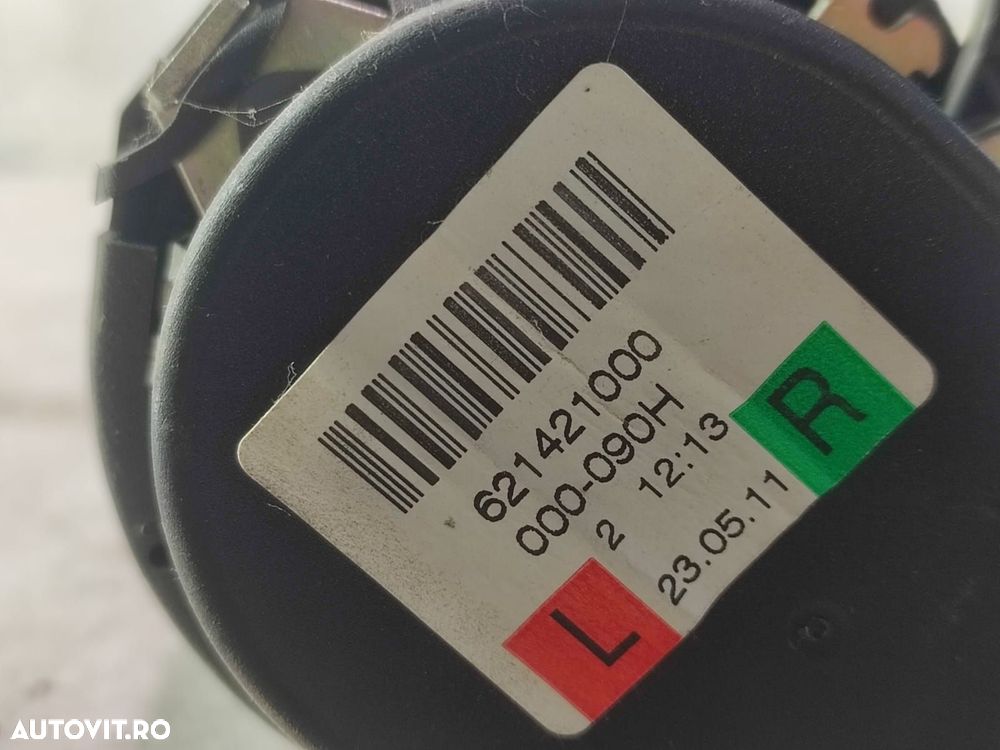 621421000
000-090H
2 12:13
L 23.05.11 R
AUTOVIT.RO